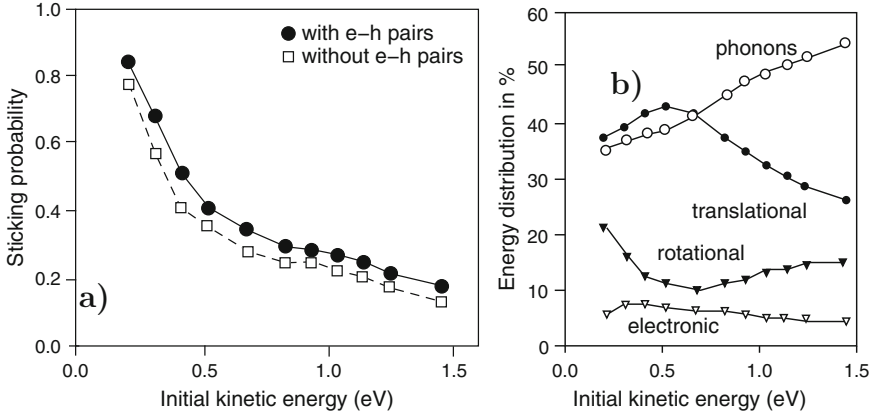 1.0
0.8
0.6
0.4
0.2
0.0
Sticking probability
with e–h pairs
without e–h pairs
a)
0.0 0.5 1.0 1.5
Initial kinetic energy (eV)
60
50
40
30
20
10
0
Energy distribution in %
b)
phonons
translational
rotational
electronic
0.0 0.5 1.0 1.5
Initial kinetic energy (eV)